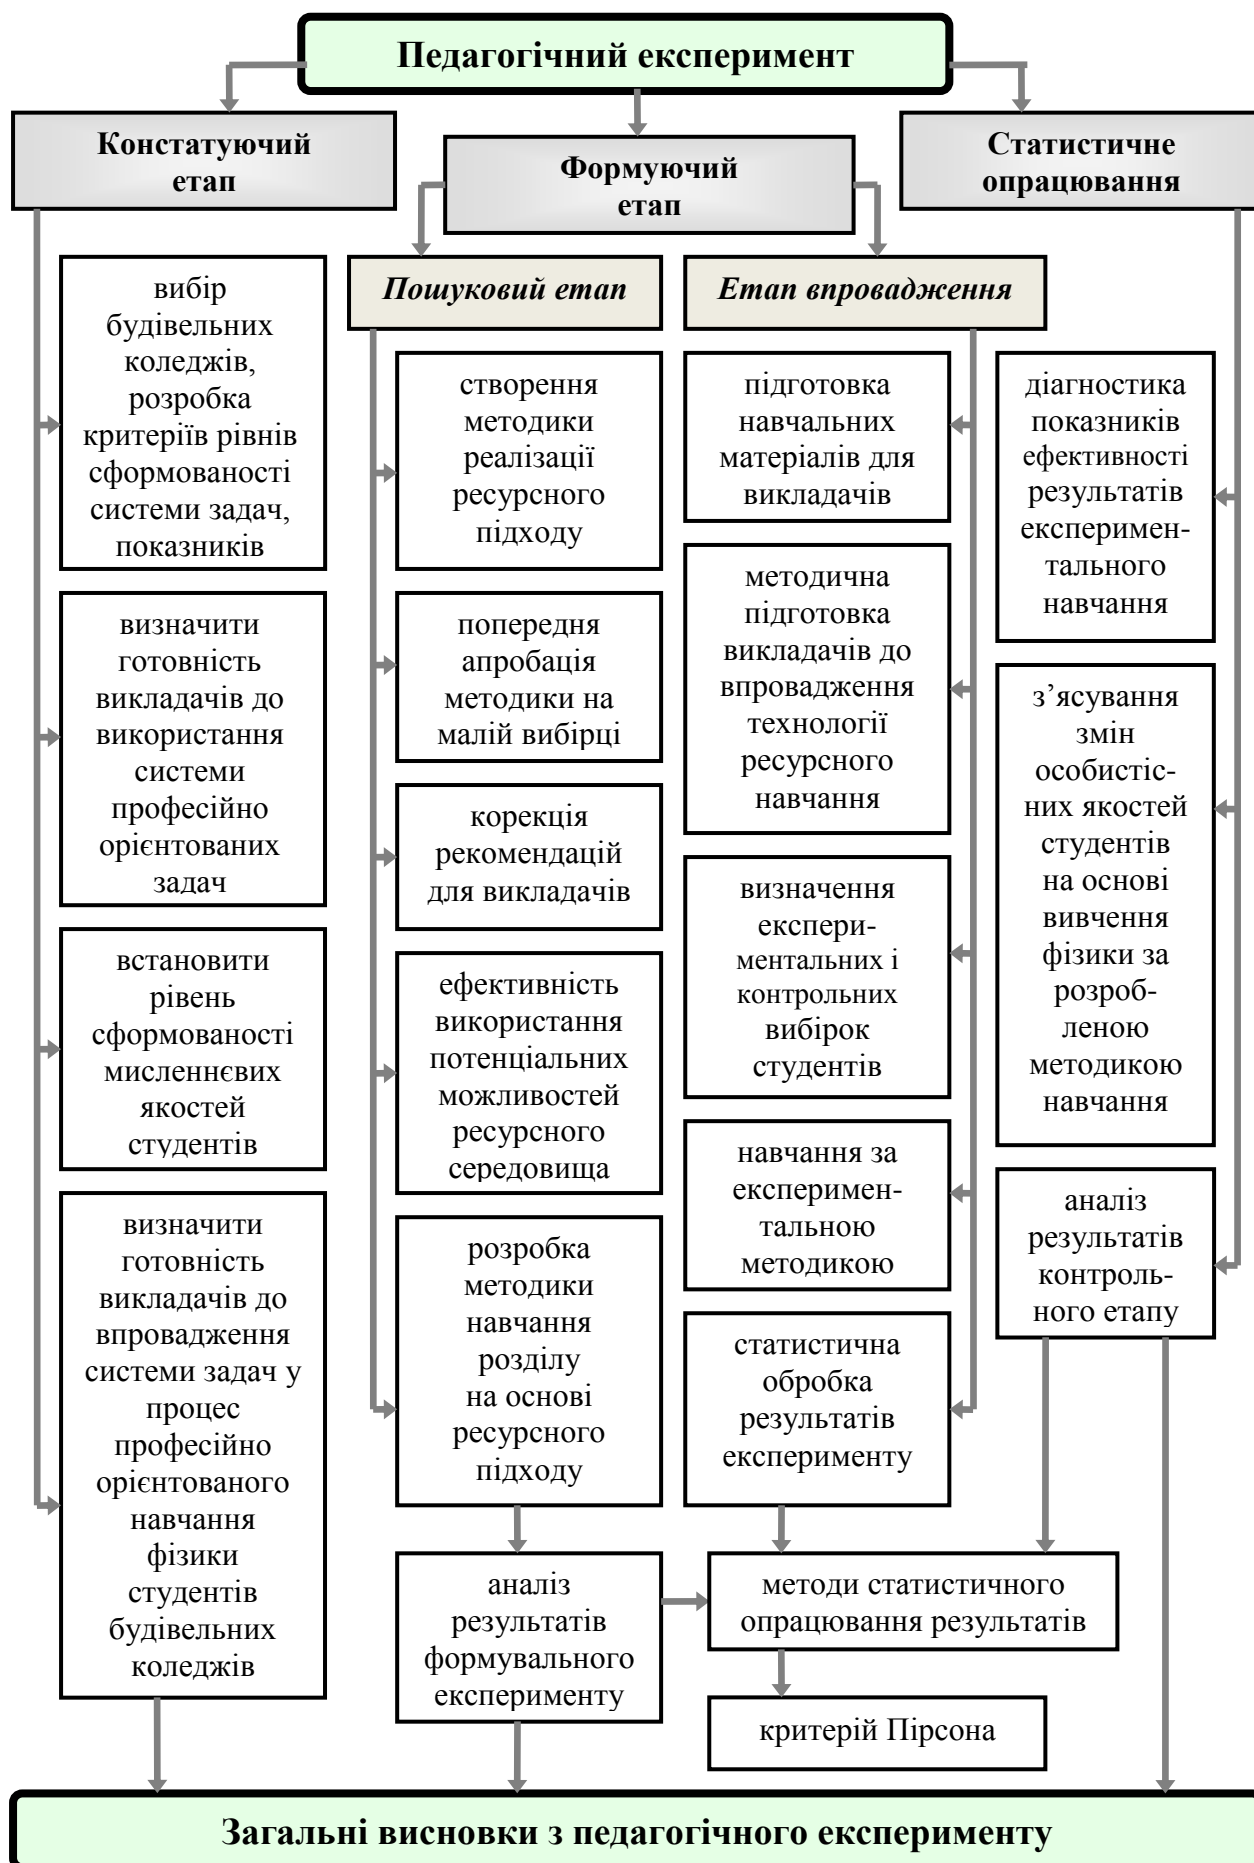 Педагогічний експеримент
Констатуючий
етап
Формуючий
етап
Статистичне
опрацювання
Пошуковий етап
Етап впровадження
вибір
будівельних
коледжів,
розробка
критеріїв рівнів
сформованості
системи задач,
показників
визначити
готовність
викладачів до
використання
системи
професійно
орієнтованих
задач
встановити
рівень
сформованості
мисленнєвих
якостей
студентів
визначити
готовність
викладачів до
впровадження
системи задач у
процес
професійно
орієнтованого
навчання
фізики
студентів
будівельних
коледжів
створення
методики
реалізації
ресурсного
підходу
попередня
апробація
методики на
малій вибірці
корекція
рекомендацій
для викладачів
ефективність
використання
потенціальних
можливостей
ресурсного
середовища
розробка
методики
навчання
розділу
на основі
ресурсного
підходу
аналіз
результатів
формувального
експерименту
підготовка
навчальних
матеріалів для
викладачів
методична
підготовка
викладачів до
впровадження
технології
ресурсного
навчання
визначення
експери-
ментальних і
контрольних
вибірок
студентів
навчання за
експеримен-
тальною
методикою
статистична
обробка
результатів
експерименту
методи статистичного
опрацювання результатів
критерій Пірсона
діагностика
показників
ефективності
результатів
експеримен-
тального
навчання
з’ясування
змін
особистіс-
них якостей
студентів
на основі
вивчення
фізики за
розроб-
леною
методикою
навчання
аналіз
результатів
контроль-
ного етапу
Загальні висновки з педагогічного експерименту